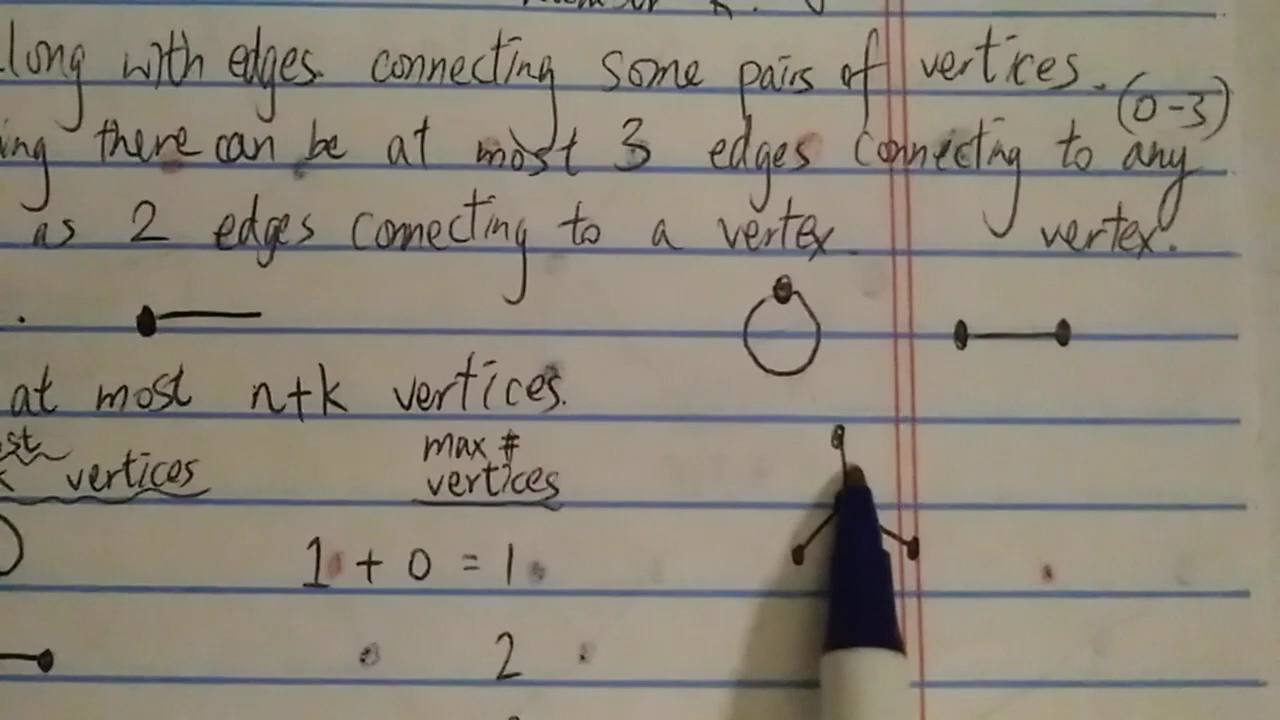 long with edges connecting some pairs of vertices.
(0-3)
ing there can be at most 3 edges connecting to any
as 2 edges connecting to a vertex. vertex.
at most n+k vertices.
st vertices
max #
vertices
1 + 0 = 1
2